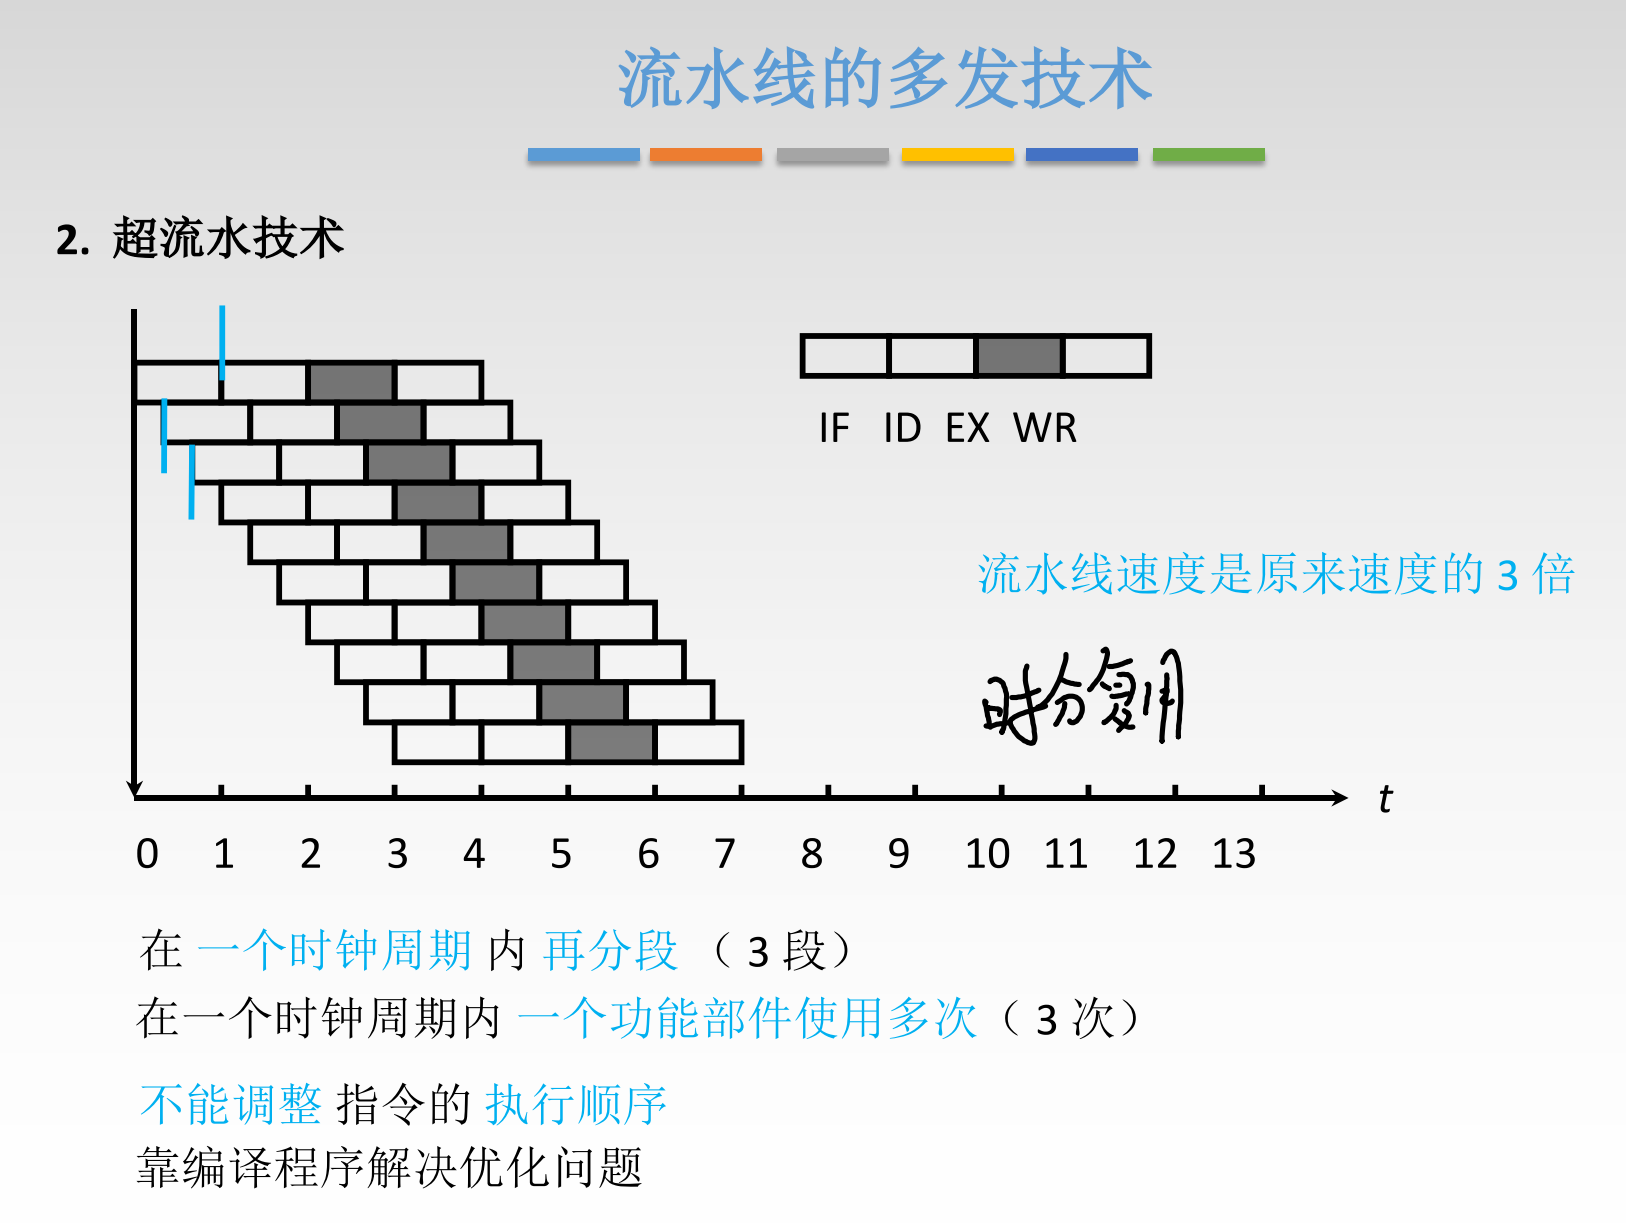 流水线的多发技术
2. 超流水技术
IF ID EX WR
流水线速度是原来速度的 3 倍
时分复用
t
0 1 2 3 4 5 6 7 8 9 10 11 12 13
在 一个时钟周期 内 再分段 （ 3 段）
在一个时钟周期内 一个功能部件使用多次（ 3 次）
不能调整 指令的 执行顺序
靠编译程序解决优化问题